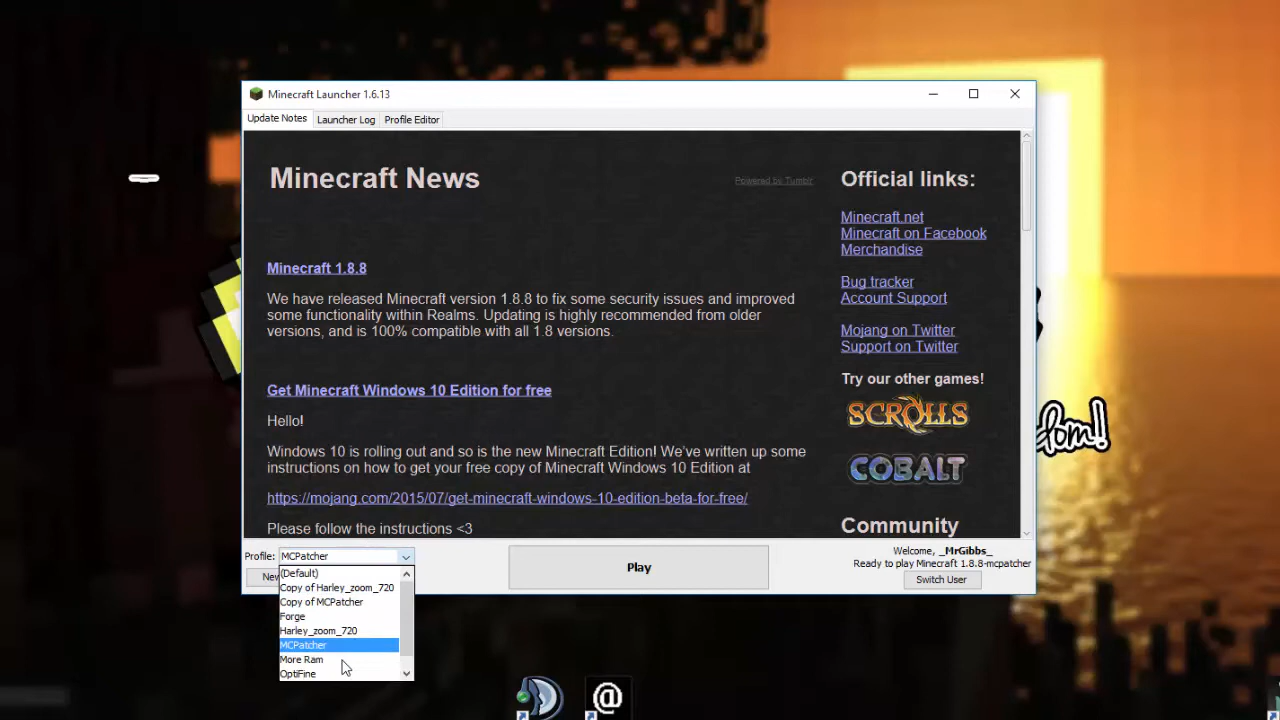 Minecraft Launcher 1.6.13
Update Notes Launcher Log Profile Editor
Minecraft News
Powered by Tumblr
Minecraft 1.8.8
We have released Minecraft version 1.8.8 to fix some security issues and improved
some functionality within Realms. Updating is highly recommended from older
versions, and is 100% compatible with all 1.8 versions.
Get Minecraft Windows 10 Edition for free
Hello!
Windows 10 is rolling out and so is the new Minecraft Edition! We've written up some
instructions on how to get your free copy of Minecraft Windows 10 Edition at
https://mojang.com/2015/07/get-minecraft-windows-10-edition-beta-for-free/
Please follow the instructions <3
Official links:
Minecraft.net
Minecraft on Facebook
Merchandise
Bug tracker
Account Support
Mojang on Twitter
Support on Twitter
Try our other games!
SCROLLS
COBALT
Community
Profile: MCPatcher
New
(Default)
Copy of Harley_zoom_720
Copy of MCPatcher
Forge
Harley_zoom_720
MCPatcher
More Ram
OptiFine
Play
Welcome, _MrGibbs_
Ready to play Minecraft 1.8.8-mcpatcher
Switch User
@